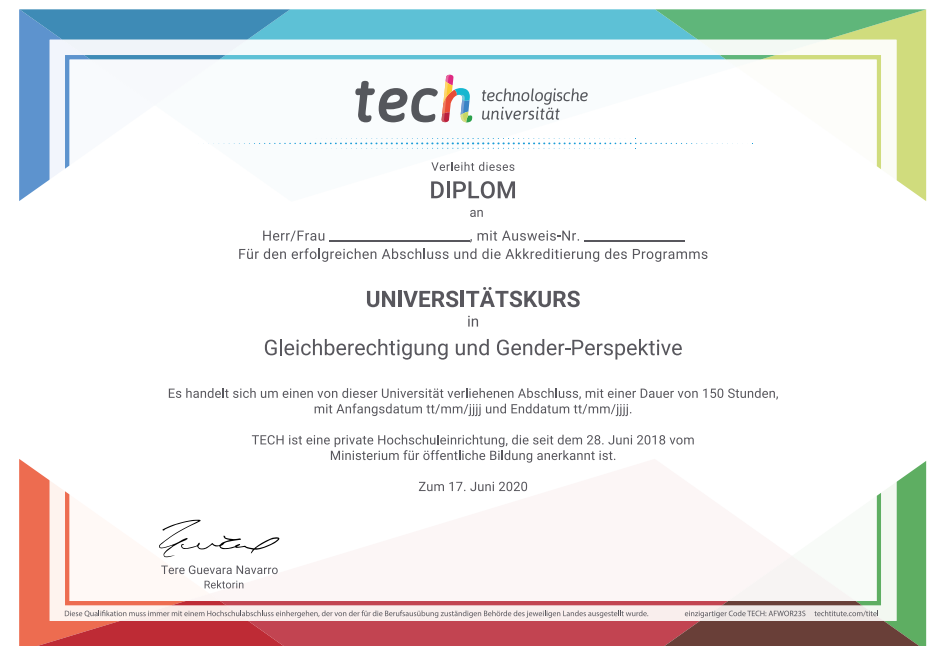 tech technologische
universität
Verleiht dieses
DIPLOM
an
Herr/Frau ____________________, mit Ausweis-Nr. ______________
Für den erfolgreichen Abschluss und die Akkreditierung des Programms
UNIVERSITÄTSKURS
in
Gleichberechtigung und Gender-Perspektive
Es handelt sich um einen von dieser Universität verliehenen Abschluss, mit einer Dauer von 150 Stunden,
mit Anfangsdatum tt/mm/jjjj und Enddatum tt/mm/jjjj.
TECH ist eine private Hochschuleinrichtung, die seit dem 28. Juni 2018 vom
Ministerium für öffentliche Bildung anerkannt ist.
Zum 17. Juni 2020
Tere Guevara Navarro
Rektorin
Diese Qualifikation muss immer mit einem Hochschulabschluss einhergehen, der von der für die Berufsausübung zuständigen Behörde des jeweiligen Landes ausgestellt wurde. einzigartiger Code TECH: AFWOR23S techtitute.com/titel